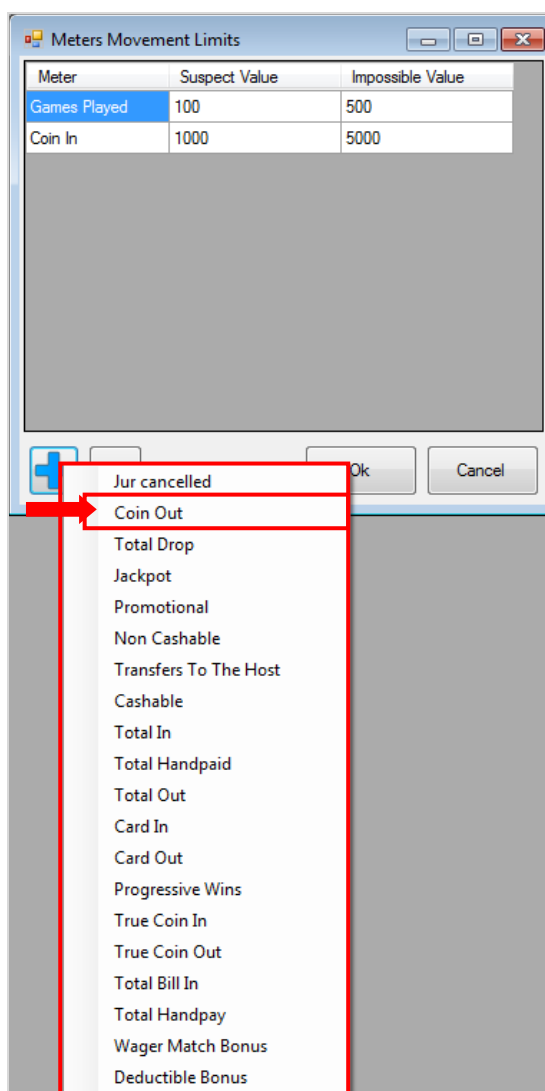 Meters Movement Limits
Meter Suspect Value Impossible Value
Games Played 100 500
Coin In 1000 5000
Ok Cancel
Jur cancelled
Coin Out
Total Drop
Jackpot
Promotional
Non Cashable
Transfers To The Host
Cashable
Total In
Total Handpaid
Total Out
Card In
Card Out
Progressive Wins
True Coin In
True Coin Out
Total Bill In
Total Handpay
Wager Match Bonus
Deductible Bonus